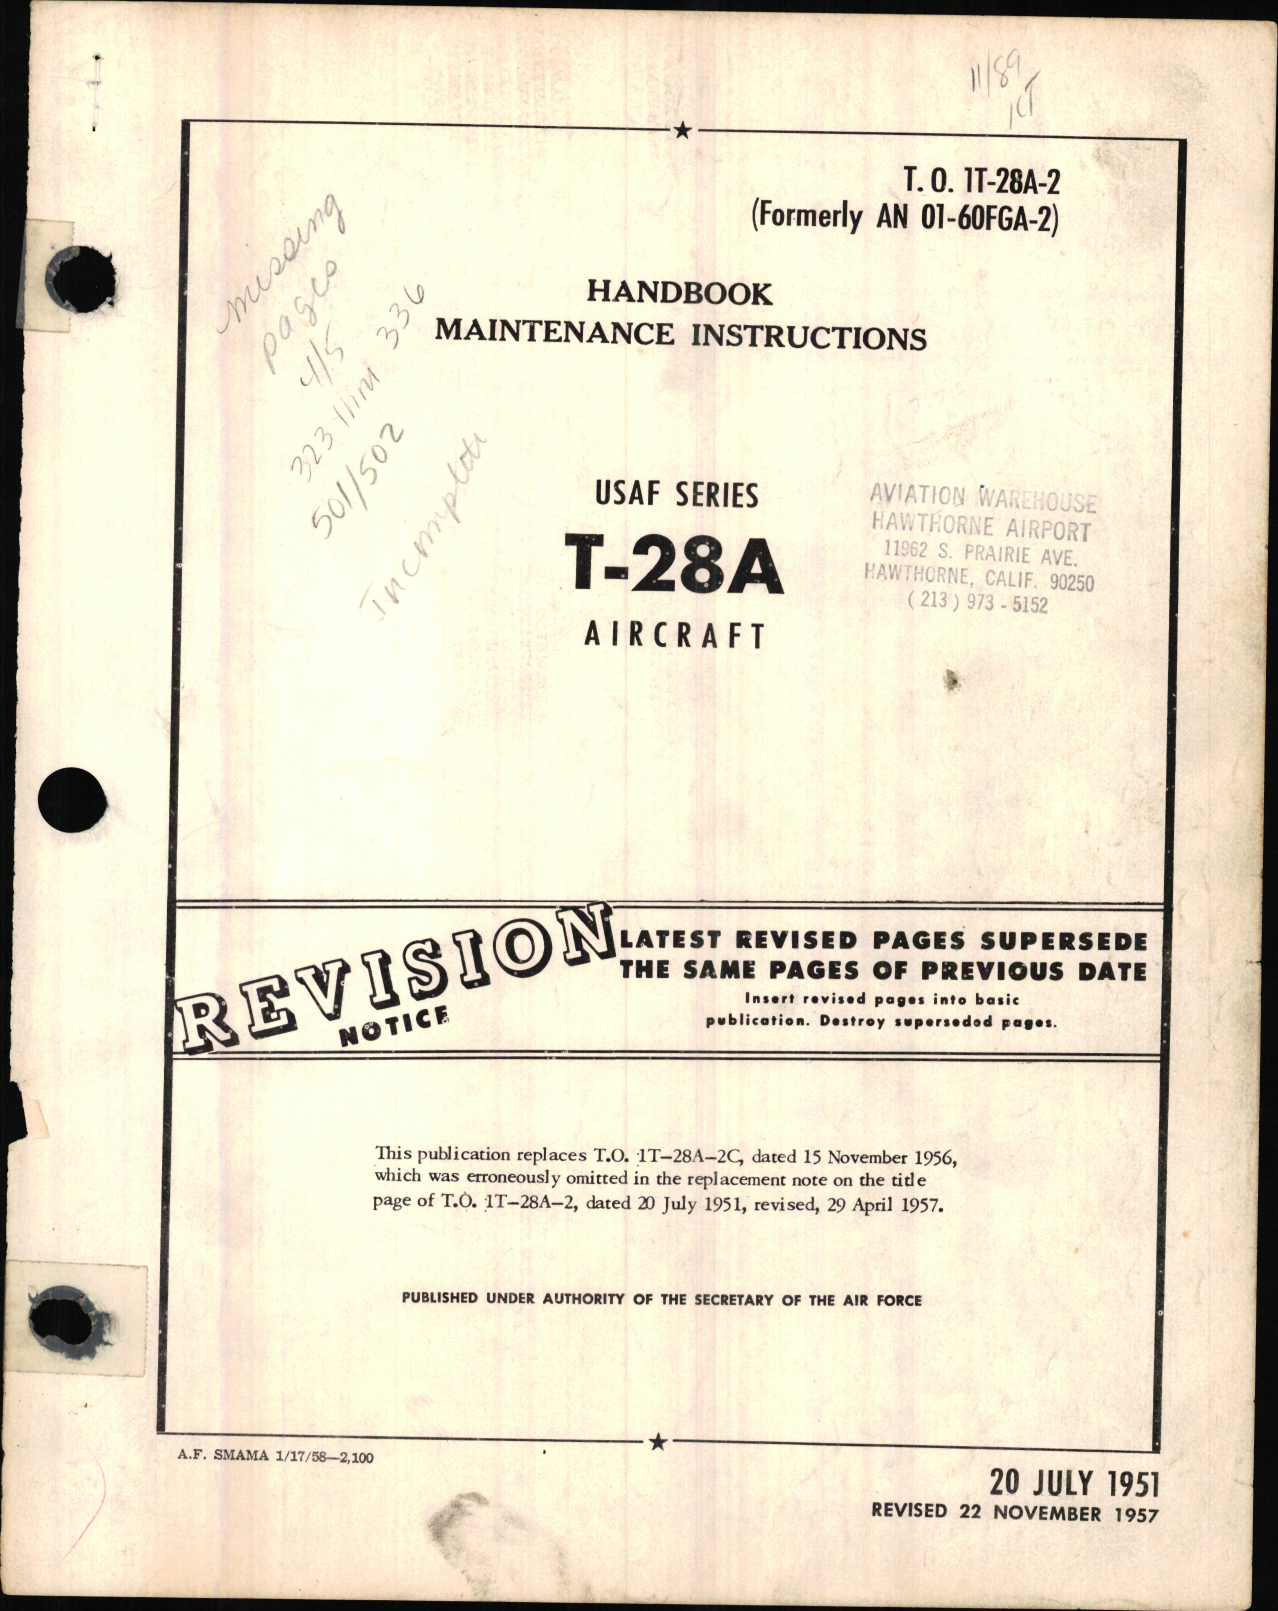 11/89
KT
T. O. 1T-28A-2
(Formerly AN 01-60FGA-2)
missing
pages
4/5
323 thru 336
501/502
Incomplete
HANDBOOK
MAINTENANCE INSTRUCTIONS
USAF SERIES
T-28A
AIRCRAFT
AVIATION WAREHOUSE
HAWTHORNE AIRPORT
11962 S. PRAIRIE AVE.
HAWTHORNE, CALIF. 90250
(213) 973-5152
REVISION
NOTICE
LATEST REVISED PAGES SUPERSEDE
THE SAME PAGES OF PREVIOUS DATE
Insert revised pages into basic
publication. Destroy superseded pages.
This publication replaces T.O. 1T-28A-2C, dated 15 November 1956,
which was erroneously omitted in the replacement note on the title
page of T.O. 1T-28A-2, dated 20 July 1951, revised, 29 April 1957.
PUBLISHED UNDER AUTHORITY OF THE SECRETARY OF THE AIR FORCE
A.F. SMAMA 1/17/58—2,100
20 JULY 1951
REVISED 22 NOVEMBER 1957